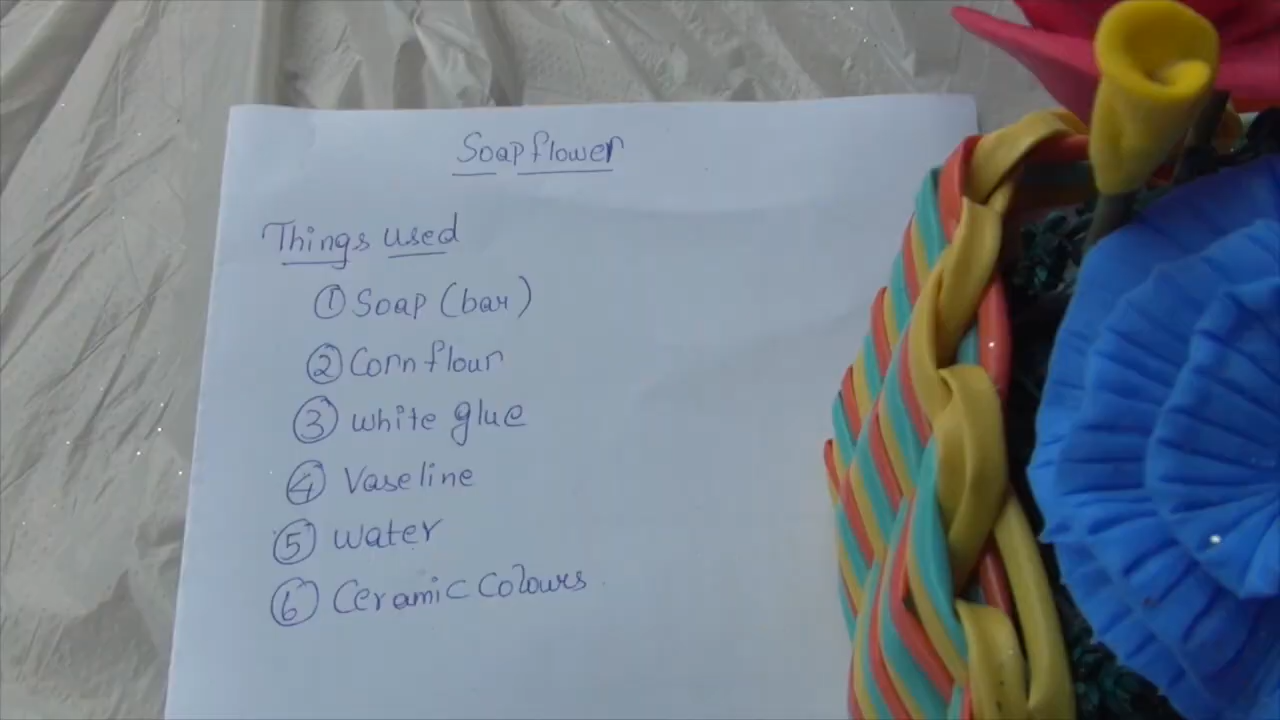 Soap flower
Things used
① Soap (bar)
② Corn flour
③ white glue
④ Vaseline
⑤ water
⑥ Ceramic Colours